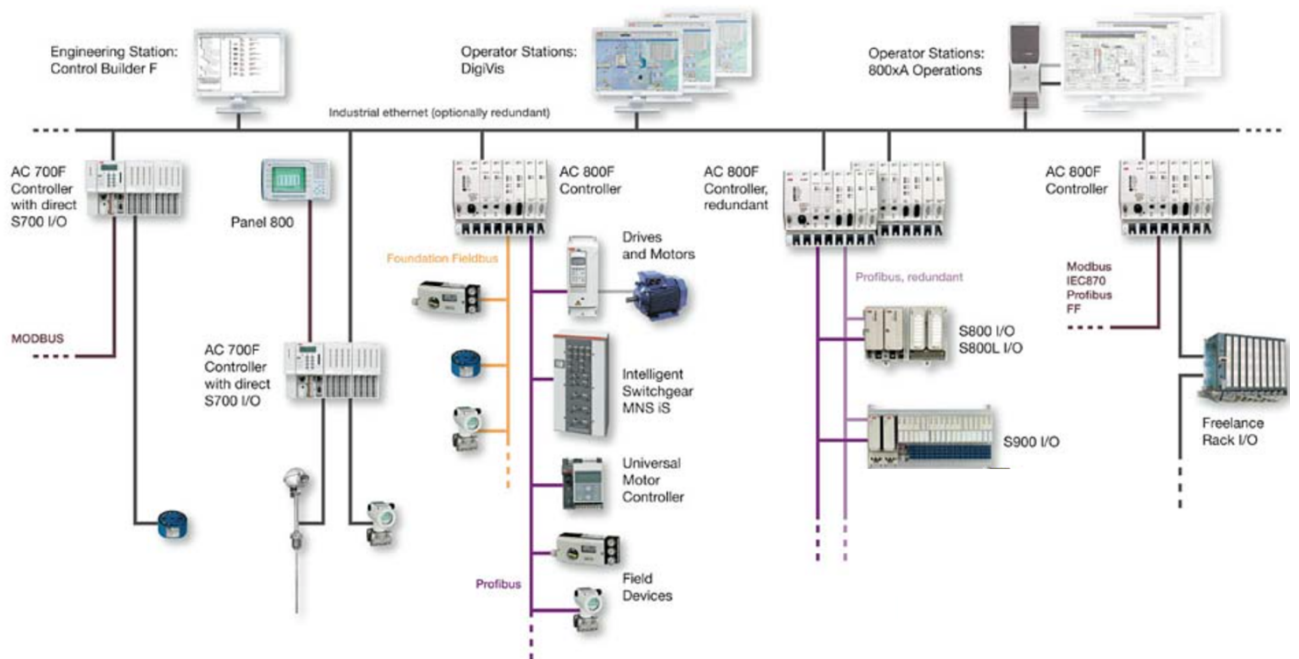 Engineering Station:
Control Builder F
Operator Stations:
DigiVis
Operator Stations:
800xA Operations
Industrial ethernet (optionally redundant)
AC 700F
Controller
with direct
S700 I/O
Panel 800
AC 800F
Controller
AC 800F
Controller,
redundant
AC 800F
Controller
Foundation Fieldbus
Drives
and Motors
Profibus, redundant
Modbus
IEC870
Profibus
FF
MODBUS
AC 700F
Controller
with direct
S700 I/O
S800 I/O
S800L I/O
Intelligent
Switchgear
MNS iS
Freelance
Rack I/O
S900 I/O
Universal
Motor
Controller
Profibus
Field
Devices